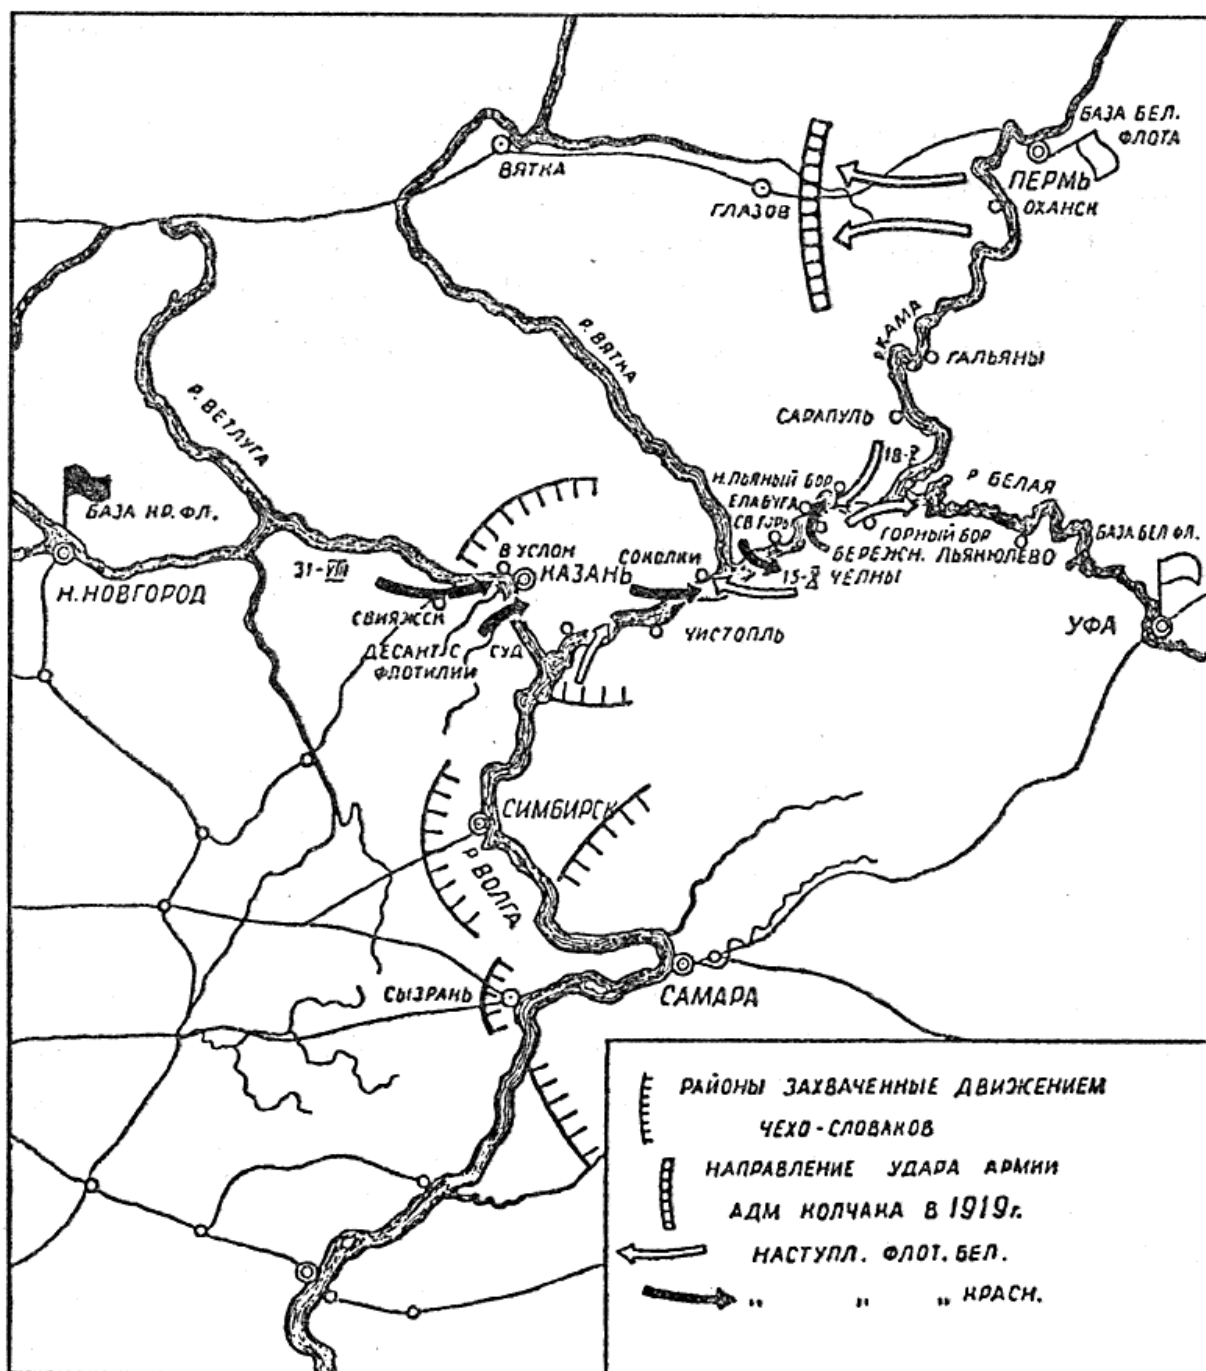 БАЗА БЕЛ.
ФЛОТА
ВЯТКА
ПЕРМЬ
ОХАНСК
ГЛАЗОВ
Р. КАМА
Р. ВЯТКА
ГАЛЬЯНЫ
Р. ВЕТЛУГА
САРАПУЛЬ
18-X
Н. ПЬЯНЫЙ БОР
Р. БЕЛАЯ
БАЗА КР. ФЛ.
ЕЛАБУГА
СВ. ГОРЫ
ГОРНЫЙ БОР
БАЗА БЕЛ ФЛ.
В УСЛОН
СОКОЛКИ
БЕРЕЖН.
ЧЕЛНЫ
ДЬЯНЮЛЕВО
31-VIII
КАЗАНЬ
15-X
Н. НОВГОРОД
СВИЯЖСК
ЧИСТОПЛЬ
УФА
ДЕСАНТ С СУД
ФЛОТИЛИИ
СИМБИРСК
Р ВОЛГА
СЫЗРАНЬ
САМАРА
РАЙОНЫ ЗАХВАЧЕННЫЕ ДВИЖЕНИЕМ
ЧЕХО-СЛОВАКОВ
НАПРАВЛЕНИЕ УДАРА АРМИИ
АДМ КОЛЧАКА В 1919г.
НАСТУПЛ. ФЛОТ. БЕЛ.
„ „ „ КРАСН.